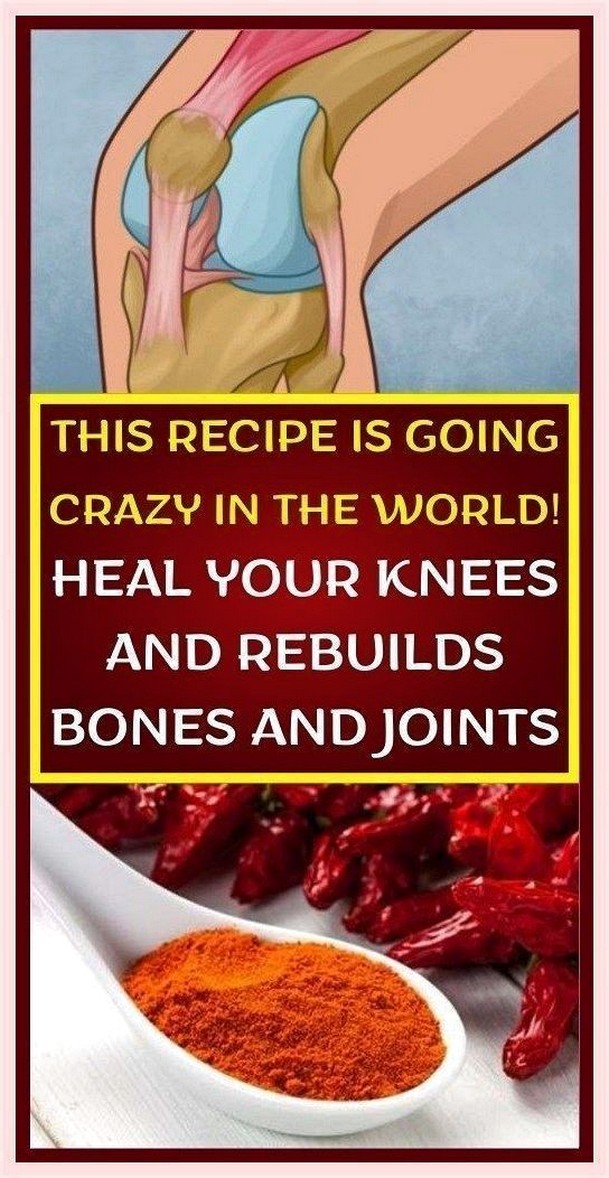 THIS RECIPE IS GOING
CRAZY IN THE WORLD!
HEAL YOUR KNEES
AND REBUILDS
BONES AND JOINTS